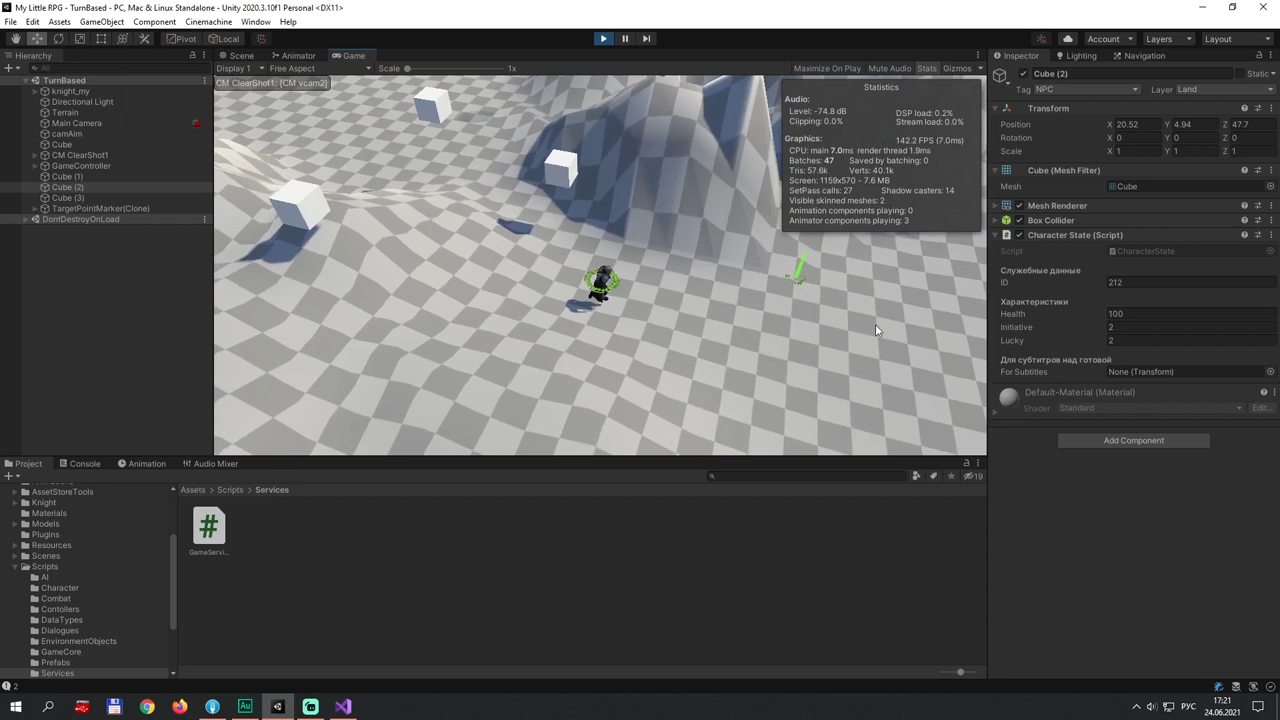 My Little RPG - TurnBased - PC, Mac & Linux Standalone - Unity 2020.3.10f1 Personal <DX11>
File Edit Assets GameObject Component Cinemachine Window Help
Pivot Local Account Layers Layout
Hierarchy
All
TurnBased
knight_my
Directional Light
Terrain
Main Camera
camAim
Cube
CM ClearShot1
GameController
Cube (1)
Cube (2)
Cube (3)
TargetPointMarker(Clone)
DontDestroyOnLoad
Scene Animator Game
Display 1 Free Aspect Scale 1x Maximize On Play Mute Audio Stats Gizmos
CM ClearShot1: [CM vcam2]
Statistics
Audio:
Level: -74.8 dB DSP load: 0.2%
Clipping: 0.0% Stream load: 0.0%
Graphics: 142.2 FPS (7.0ms)
CPU: main 7.0ms render thread 1.9ms
Batches: 47 Saved by batching: 0
Tris: 57.6k Verts: 40.1k
Screen: 1159x570 - 7.6 MB
SetPass calls: 27 Shadow casters: 14
Visible skinned meshes: 2
Animation components playing: 0
Animator components playing: 3
Inspector Lighting Navigation
Cube (2) Static
Tag NPC Layer Land
Transform
Position X 20.52 Y 4.94 Z 47.7
Rotation X 0 Y 0 Z 0
Scale X 1 Y 1 Z 1
Cube (Mesh Filter)
Mesh Cube
Mesh Renderer
Box Collider
Character State (Script)
Script CharacterState
Служебные данные
ID 212
Характеристики
Health 100
Initiative 2
Lucky 2
Для субтитров над готовой
For Subtitles None (Transform)
Default-Material (Material)
Shader Standard Edit...
Add Component
Project Console Animation Audio Mixer
19
AssetStoreTools
Knight
Materials
Models
Plugins
Resources
Scenes
Scripts
AI
Character
Combat
Contollers
DataTypes
Dialogues
EnvironmentObjects
GameCore
Prefabs
Services
Assets Scripts Services
#
GameServi...
2
Au
РУС
17:21
24.06.2021